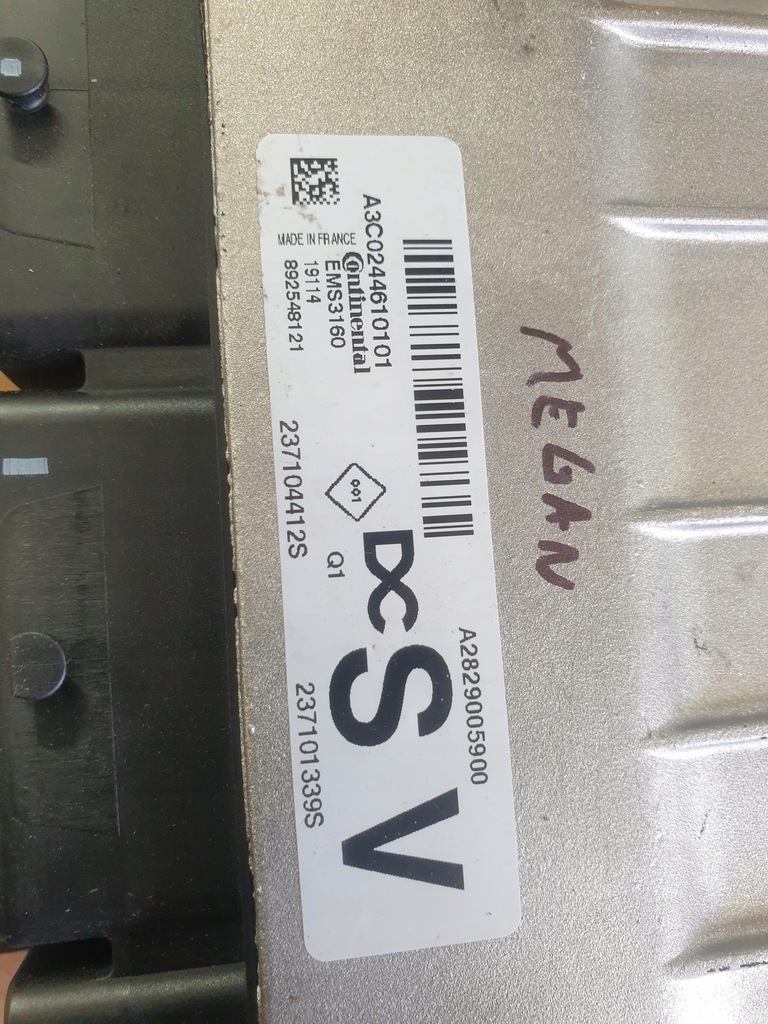 A3C0244610101
Continental
EMS3160
19114
892548121
MADE IN FRANCE
A2829005900
DC S V
Q1
237104412S
237101339S
MEGAN